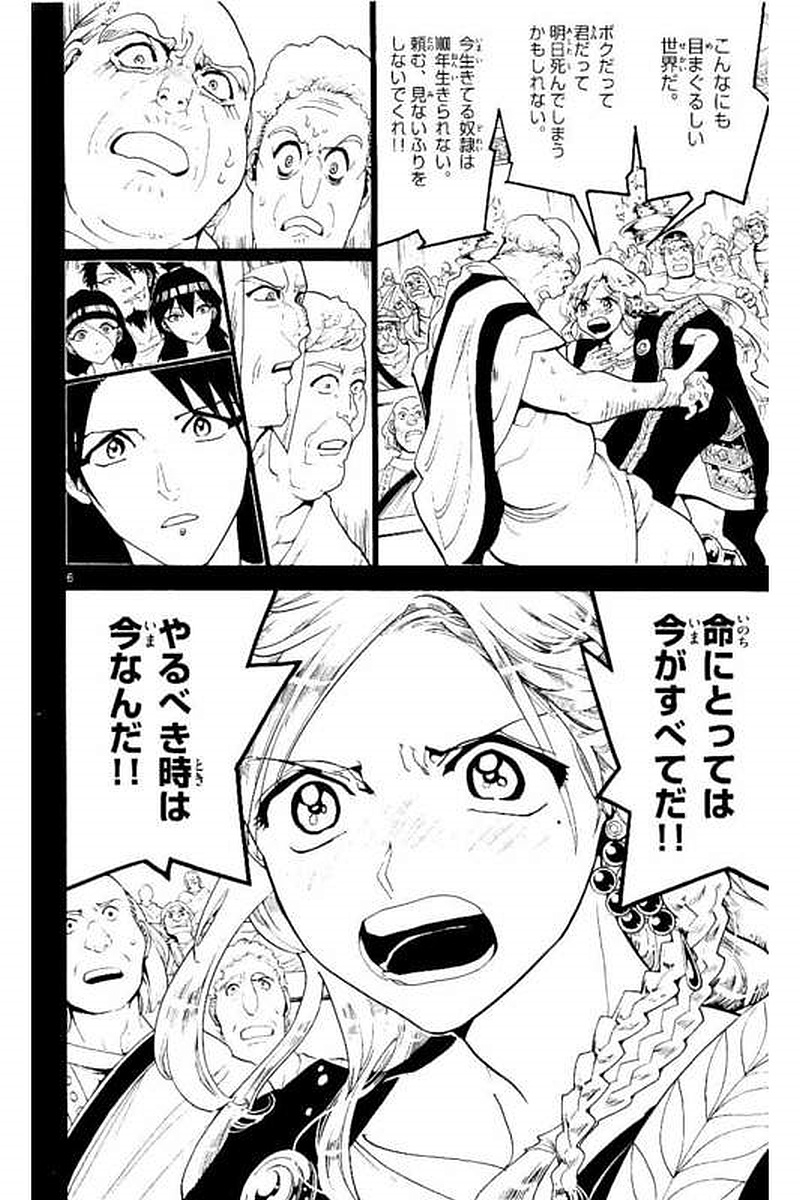 こんなにも
目まぐるしい
世界だ。
ボクだって
君だって
明日死んでしまう
かもしれない。
今生きてる奴隷は
100年生きられない。
頼む、見ないふりを
しないでくれ!!
6
命にとっては
今がすべてだ!!
やるべき時は
今なんだ!!